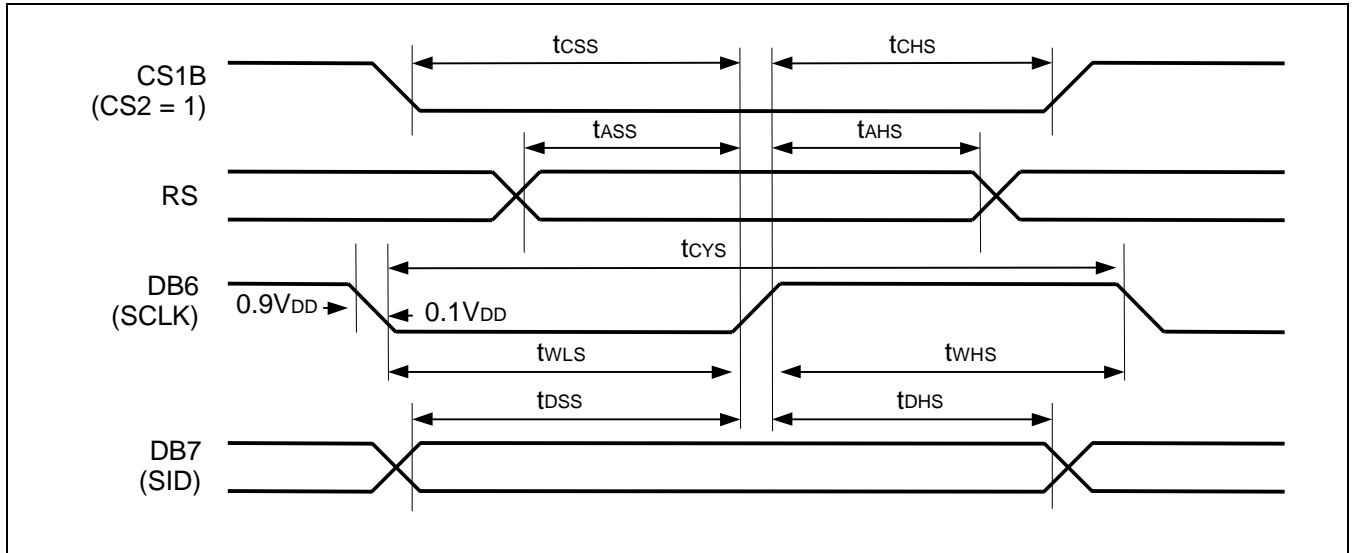 tCSS
tCHS
CS1B
(CS2 = 1)
tASS
tAHS
RS
tCYS
DB6
(SCLK)
0.9VDD
0.1VDD
tWLS
tWHS
tDSS
tDHS
DB7
(SID)